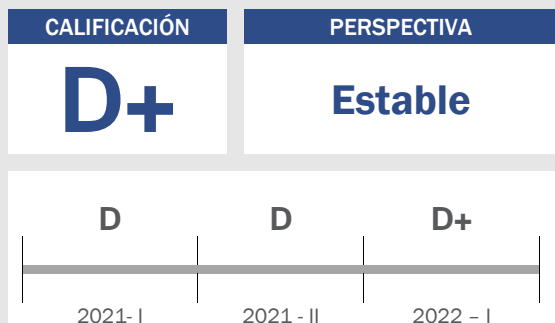 CALIFICACIÓN
PERSPECTIVA
D+
Estable
D D D+
2021- I 2021 - II 2022 – I